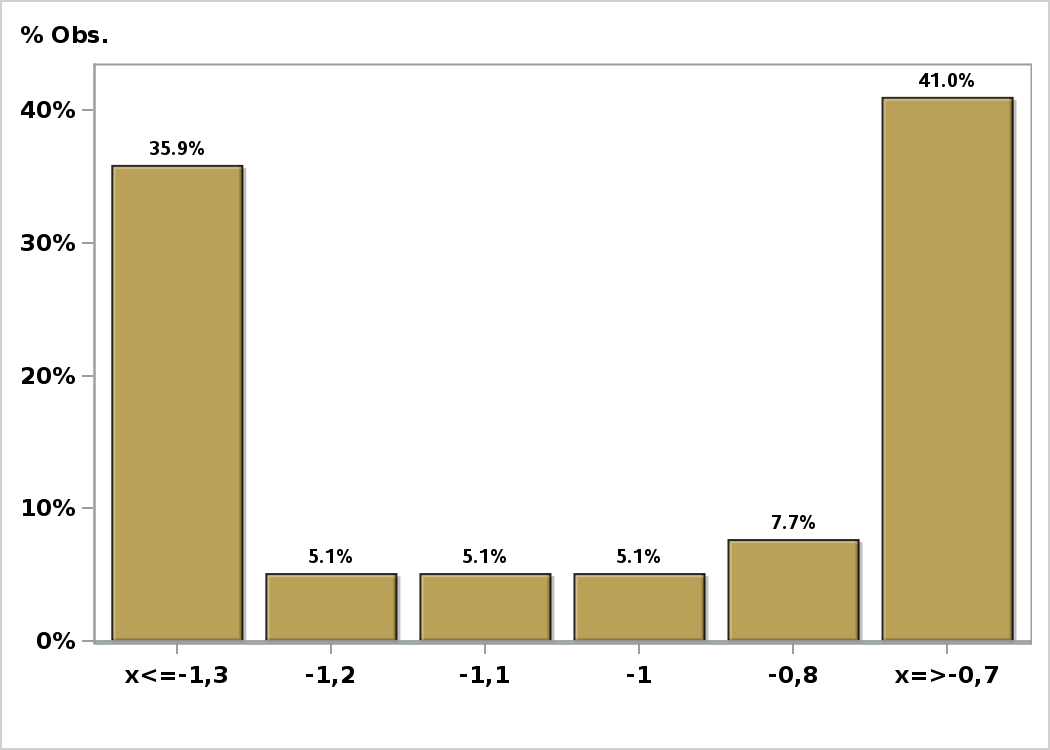 % Obs.
41.0%
40%
35.9%
30%
20%
10%
7.7%
5.1% 5.1% 5.1%
0%
x<=-1,3 -1,2 -1,1 -1 -0,8 x=>-0,7